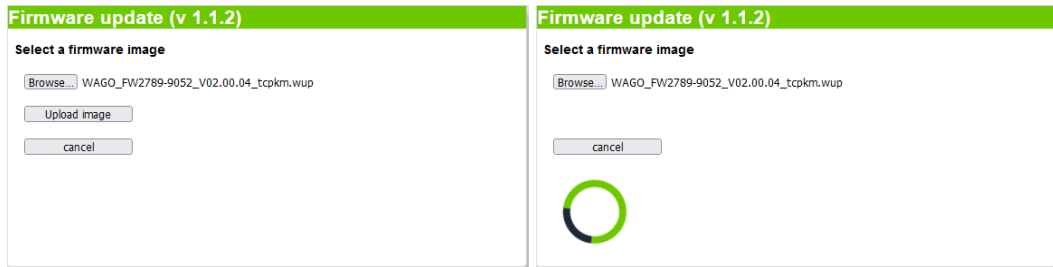 Firmware update (v 1.1.2)
Select a firmware image
Browse... WAGO_FW2789-9052_V02.00.04_tcpkm.wup
Upload image
cancel
Firmware update (v 1.1.2)
Select a firmware image
Browse... WAGO_FW2789-9052_V02.00.04_tcpkm.wup
cancel